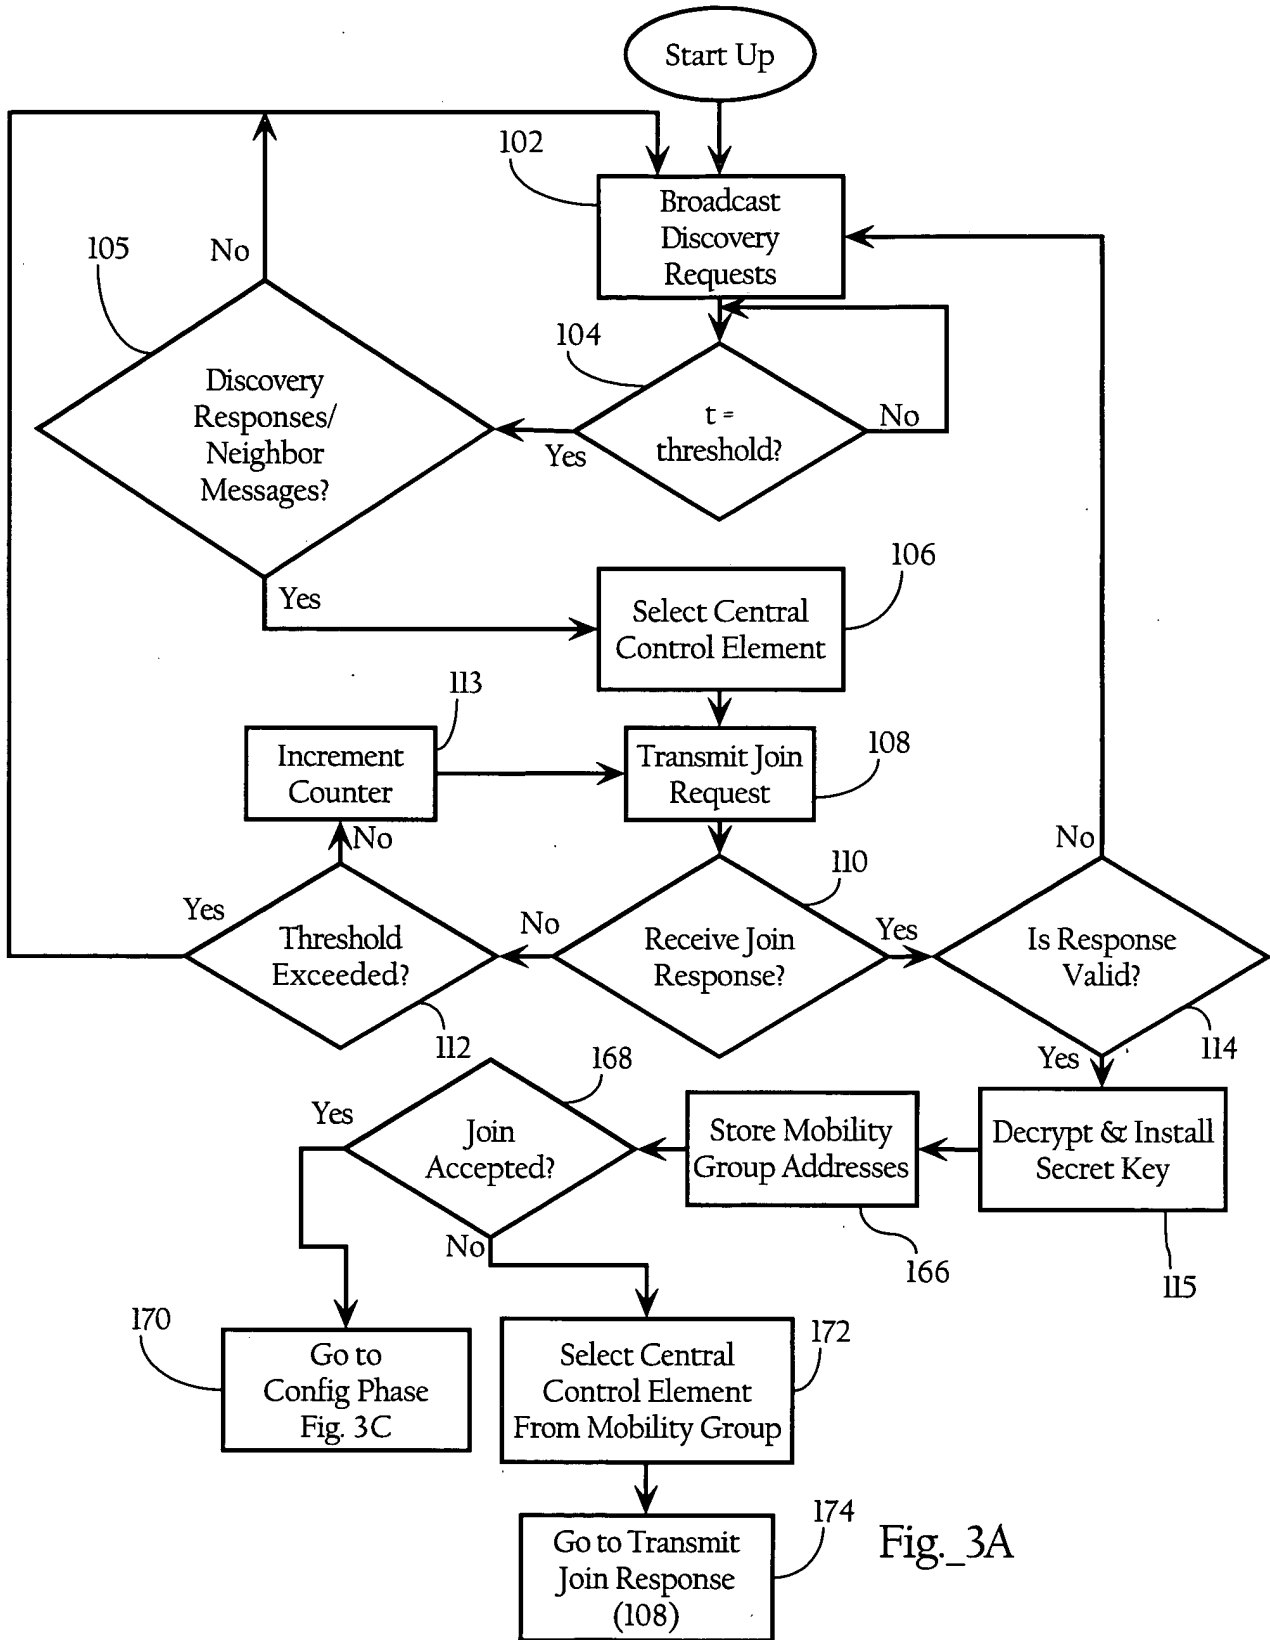 Start Up
102
Broadcast
Discovery
Requests
105
No
104
Discovery
Responses/
Neighbor
Messages?
t =
threshold?
No
Yes
Yes
106
Select Central
Control Element
113
Increment
Counter
Transmit Join
Request
108
No
110
No
Yes
Threshold
Exceeded?
No
Receive Join
Response?
Yes
Is Response
Valid?
112
114
Yes
168
Yes
Join
Accepted?
Store Mobility
Group Addresses
Decrypt & Install
Secret Key
No
166
115
170
Go to
Config Phase
Fig. 3C
172
Select Central
Control Element
From Mobility Group
174
Go to Transmit
Join Response
(108)
Fig._3A